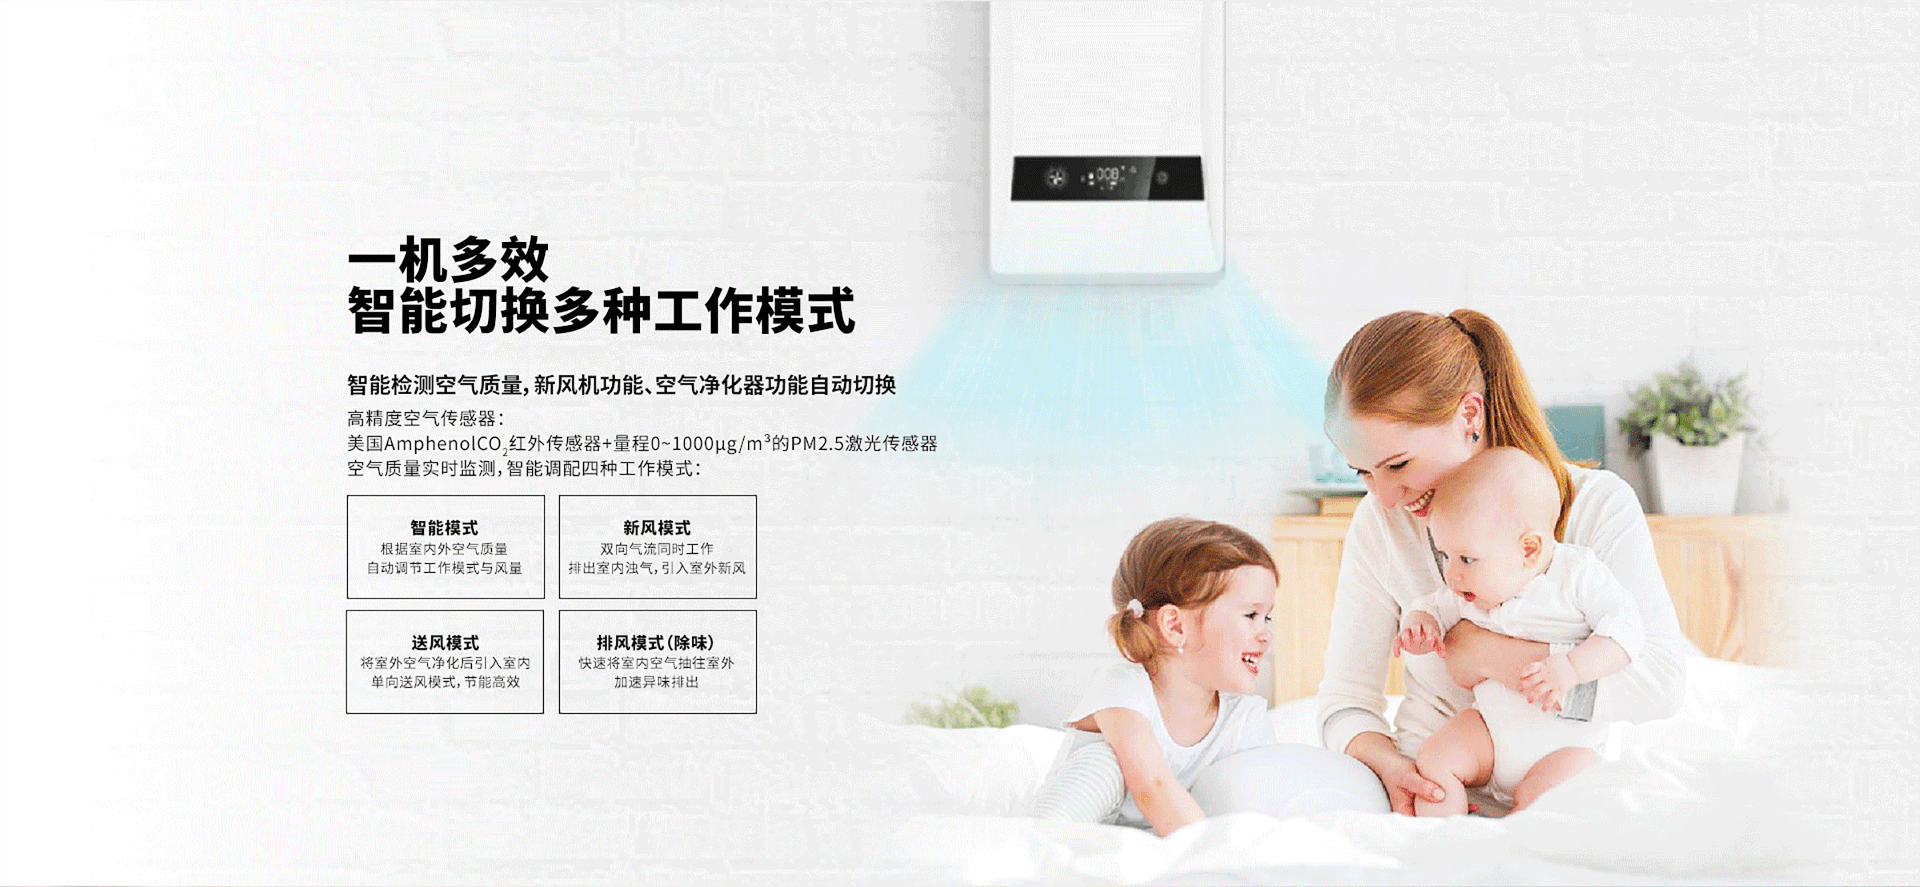 一机多效
智能切换多种工作模式
智能检测空气质量，新风机功能、空气净化器功能自动切换
高精度空气传感器：
美国AmphenolCO₂红外传感器+量程0~1000μg/m³的PM2.5激光传感器
空气质量实时监测，智能调配四种工作模式：
智能模式
根据室内外空气质量
自动调节工作模式与风量
新风模式
双向气流同时工作
排出室内浊气，引入室外新风
送风模式
将室外空气净化后引入室内
单向送风模式，节能高效
排风模式（除味）
快速将室内空气抽往室外
加速异味排出
008